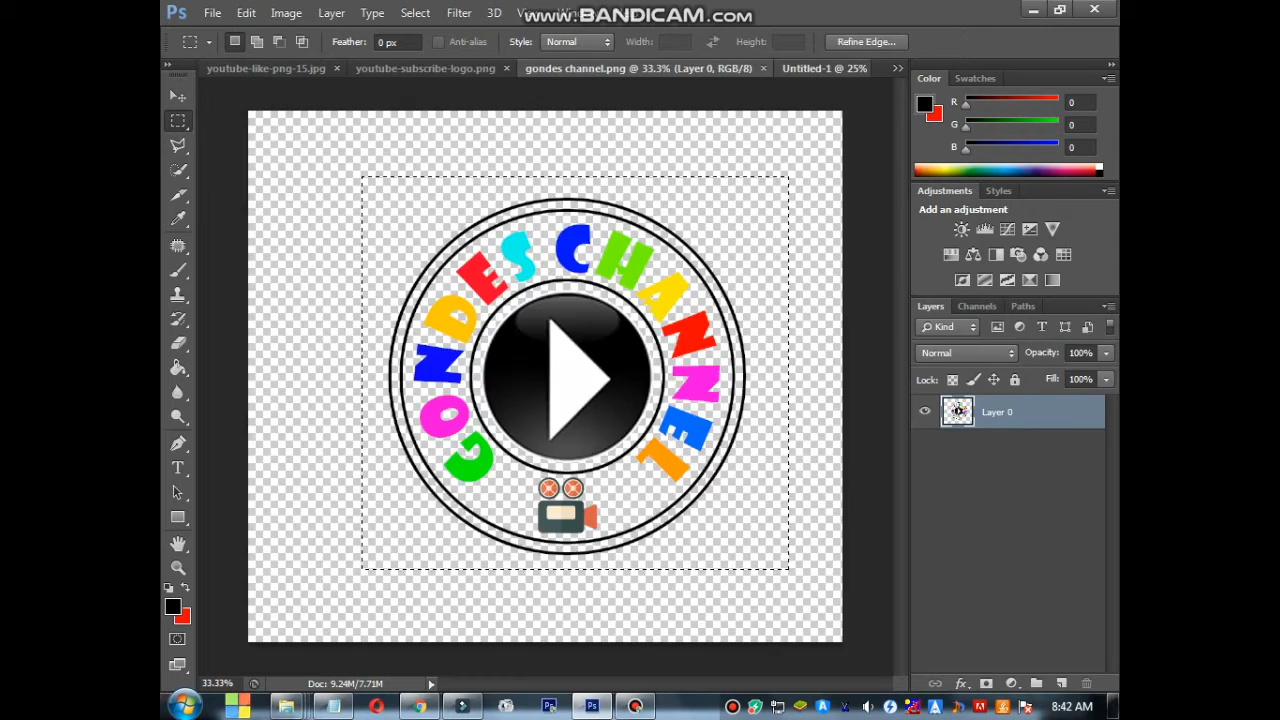 Ps File Edit Image Layer Type Select Filter 3D
www.BANDICAM.com
Feather: 0 px Anti-alias Style: Normal Width: Height: Refine Edge...
youtube-like-png-15.jpg × youtube-subscribe-logo.png × gondes channel.png @ 33.3% (Layer 0, RGB/8) × Untitled-1 @ 25%
Color Swatches
R 0
G 0
B 0
Adjustments Styles
Add an adjustment
GONDES CHANNEL
Layers Channels Paths
Kind
Normal Opacity: 100%
Lock: Fill: 100%
Layer 0
33.33% Doc: 9.24M/7.71M
8:42 AM